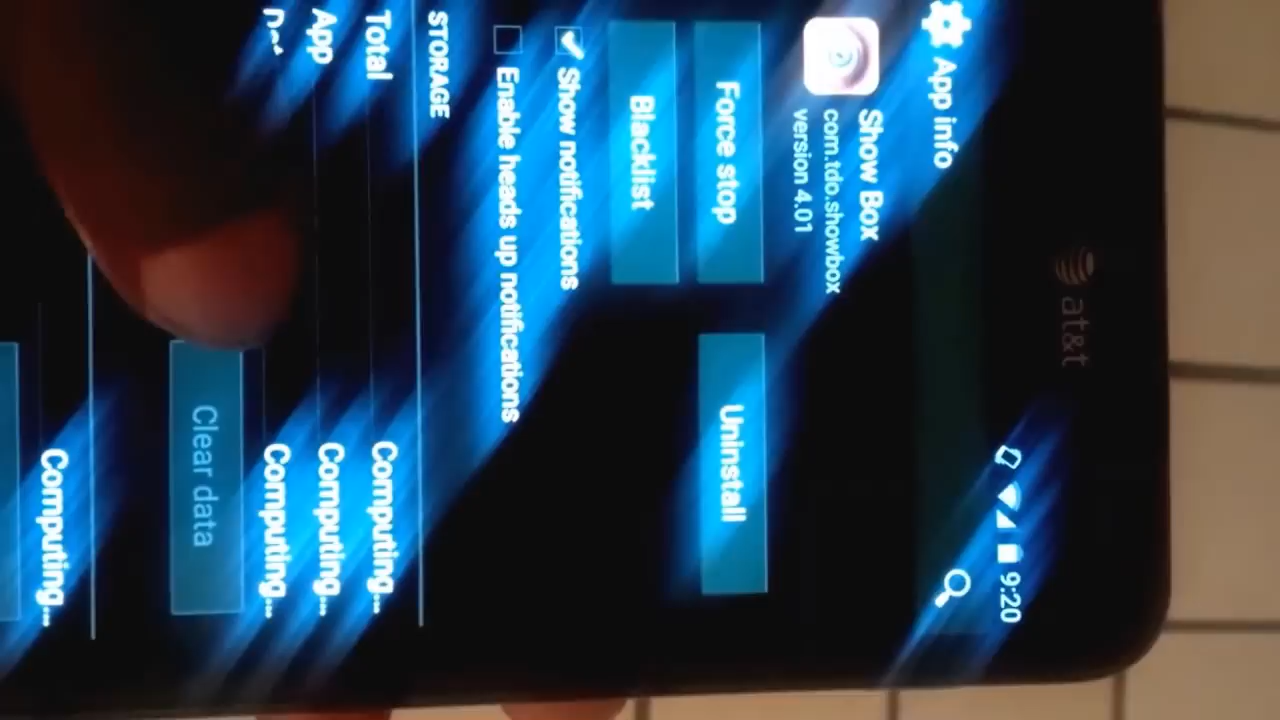 at&t
9:20
App info
Show Box
com.tdo.showbox
version 4.01
Force stop
Uninstall
Blacklist
Show notifications
Enable heads up notifications
STORAGE
Total
Computing...
App
Computing...
Computing...
Clear data
Computing...